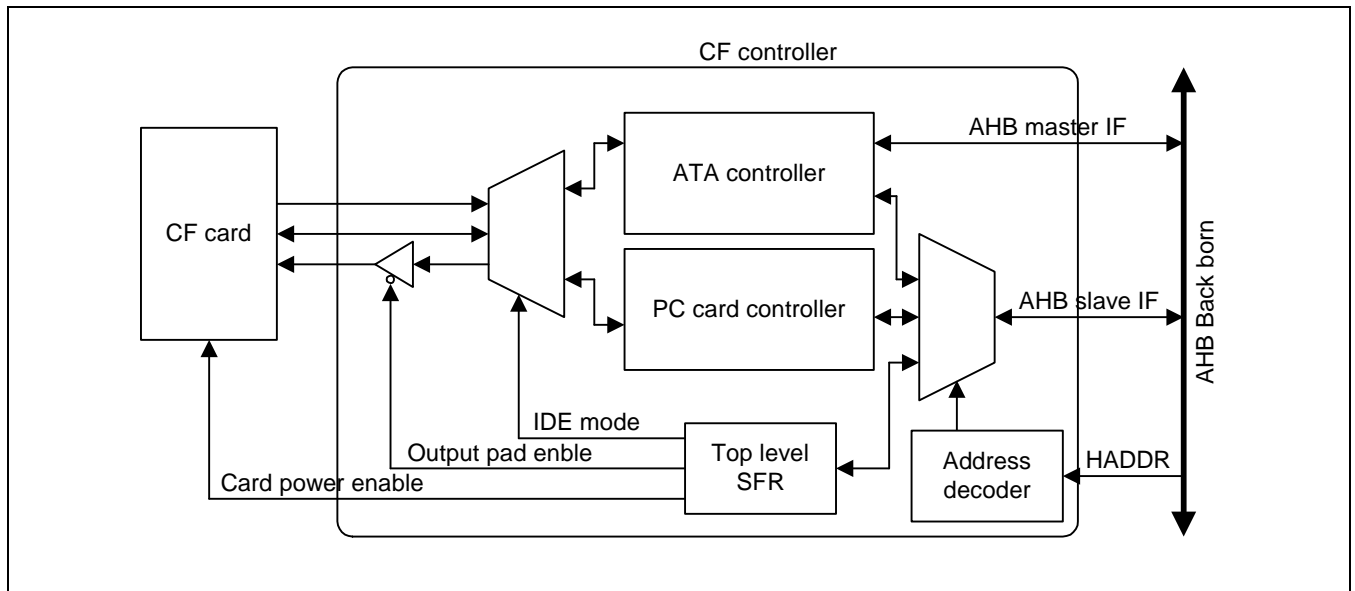 CF controller
AHB master IF
ATA controller
CF card
PC card controller
AHB slave IF
AHB Back born
IDE mode
Output pad enble
Card power enable
Top level
SFR
Address
decoder
HADDR